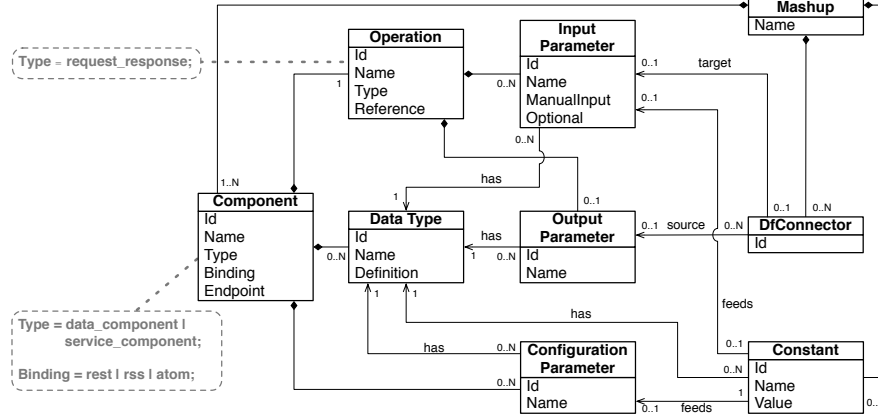 Mashup
Name
Operation
Id
Name
Type
Reference
Input
Parameter
Id
Name
ManualInput
Optional
Type = request_response;
1
0..N
0..1
target
0..1
0..N
1..N
has
1
0..1
0..1
0..N
Component
Id
Name
Type
Binding
Endpoint
Data Type
Id
Name
Definition
0..N
has
1
0..N
Output
Parameter
Id
Name
0..1
source
0..N
DfConnector
Id
1
1
has
feeds
Type = data_component |
service_component;
Binding = rest | rss | atom;
has
0..N
0..N
Configuration
Parameter
Id
Name
0..1
feeds
0..1
0..N
1
Constant
Id
Name
Value